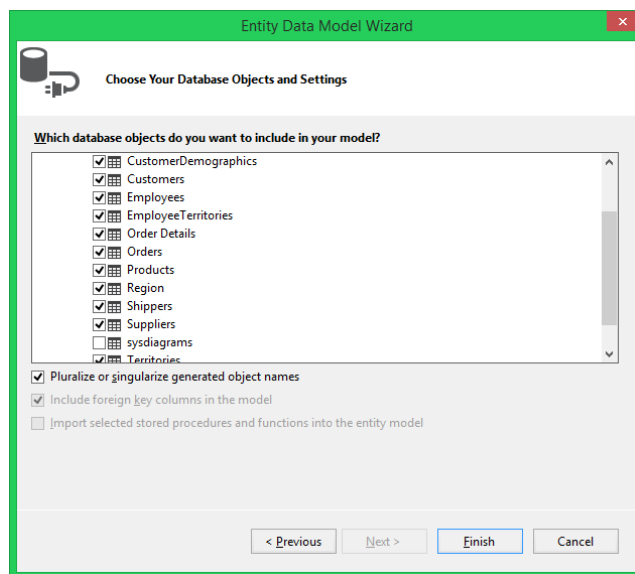 Entity Data Model Wizard
Choose Your Database Objects and Settings
Which database objects do you want to include in your model?
CustomerDemographics
Customers
Employees
EmployeeTerritories
Order Details
Orders
Products
Region
Shippers
Suppliers
sysdiagrams
Territories
Pluralize or singularize generated object names
Include foreign key columns in the model
Import selected stored procedures and functions into the entity model
< Previous Next > Finish Cancel